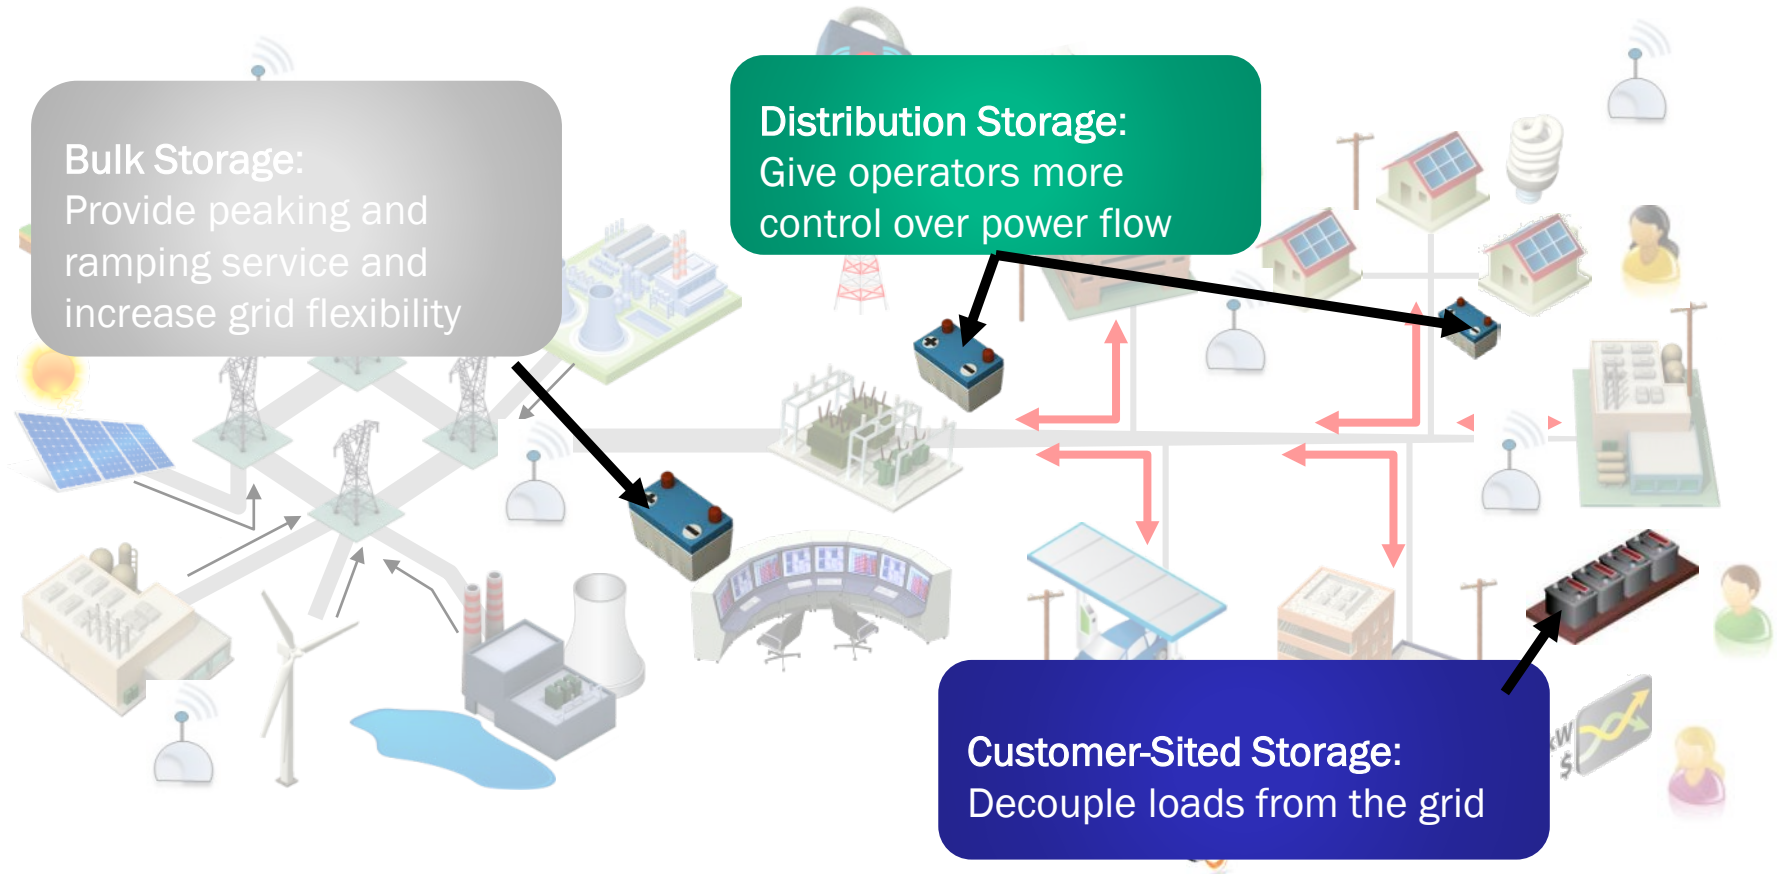 Bulk Storage:
Provide peaking and
ramping service and
increase grid flexibility
Distribution Storage:
Give operators more
control over power flow
Customer-Sited Storage:
Decouple loads from the grid
kW
$